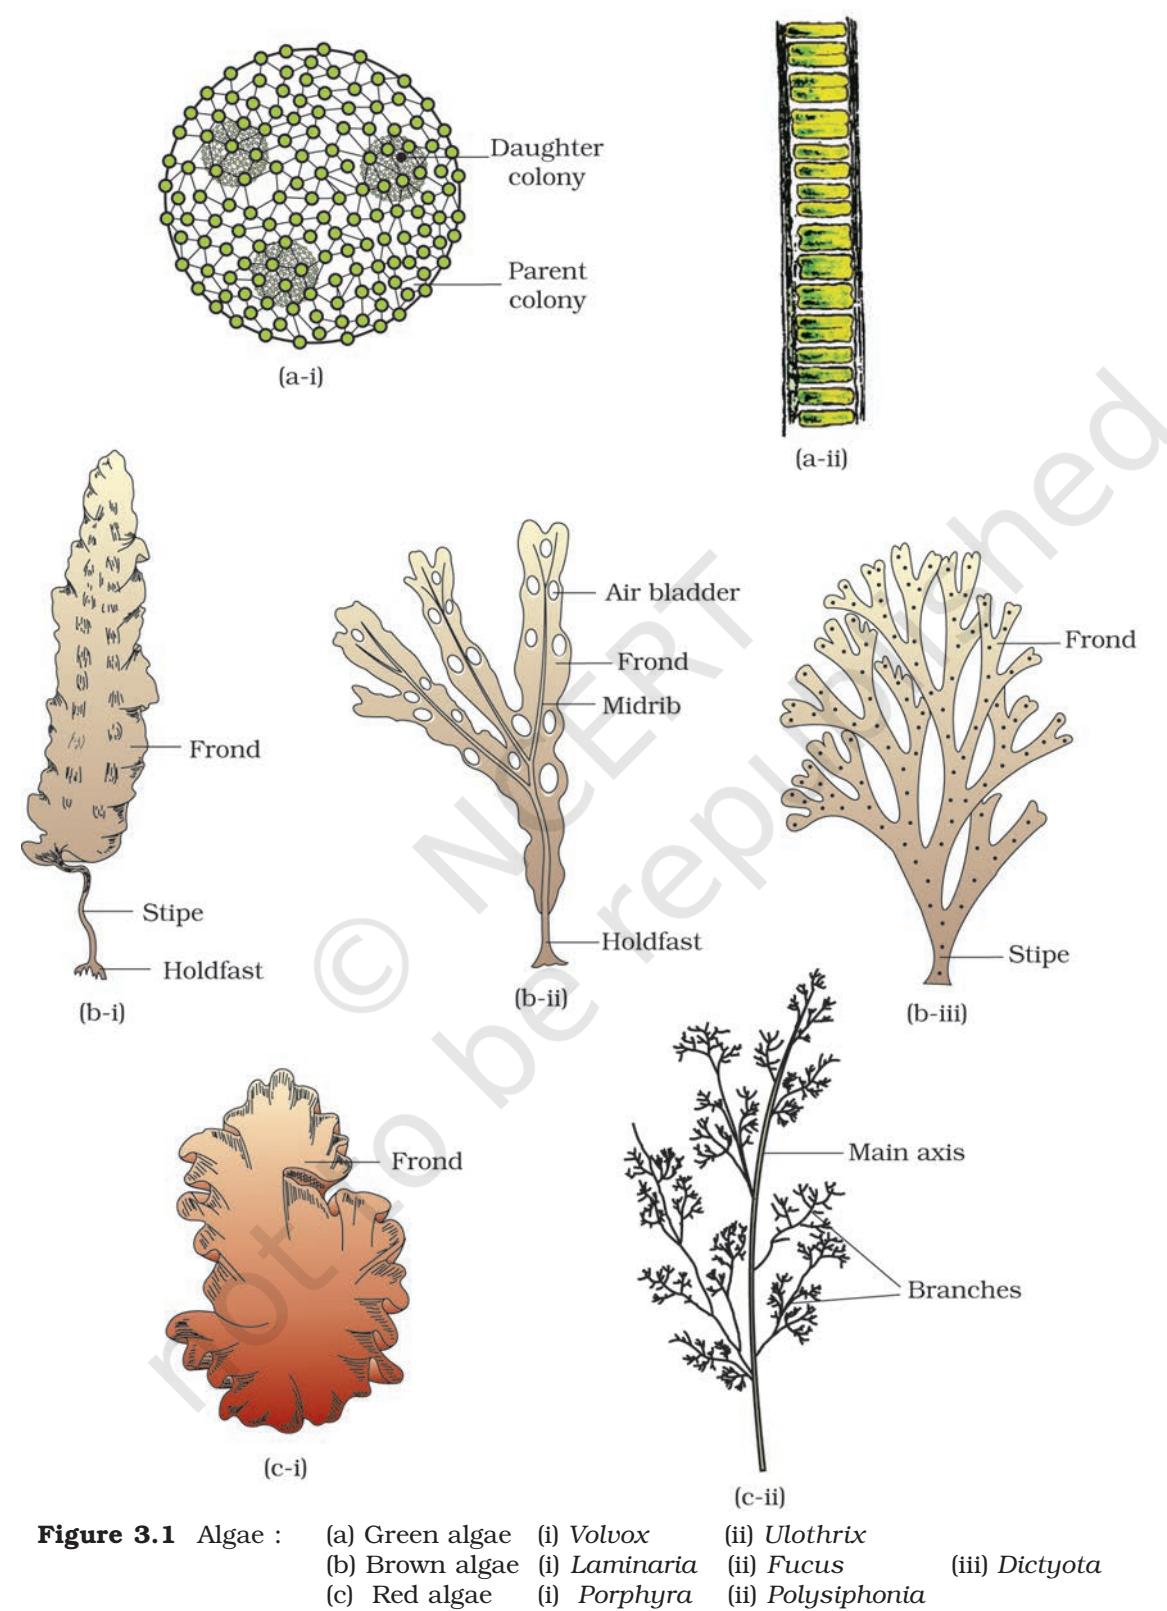 Daughter
colony
Parent
colony
(a-i)
(a-ii)
Air bladder
Frond
Midrib
Frond
Frond
Stipe
Holdfast
Holdfast
Stipe
(b-i)
(b-ii)
(b-iii)
Frond
Main axis
Branches
(c-i)
(c-ii)
© NCERT
not to be republished
Figure 3.1 Algae : (a) Green algae (i) Volvox (ii) Ulothrix
(b) Brown algae (i) Laminaria (ii) Fucus (iii) Dictyota
(c) Red algae (i) Porphyra (ii) Polysiphonia